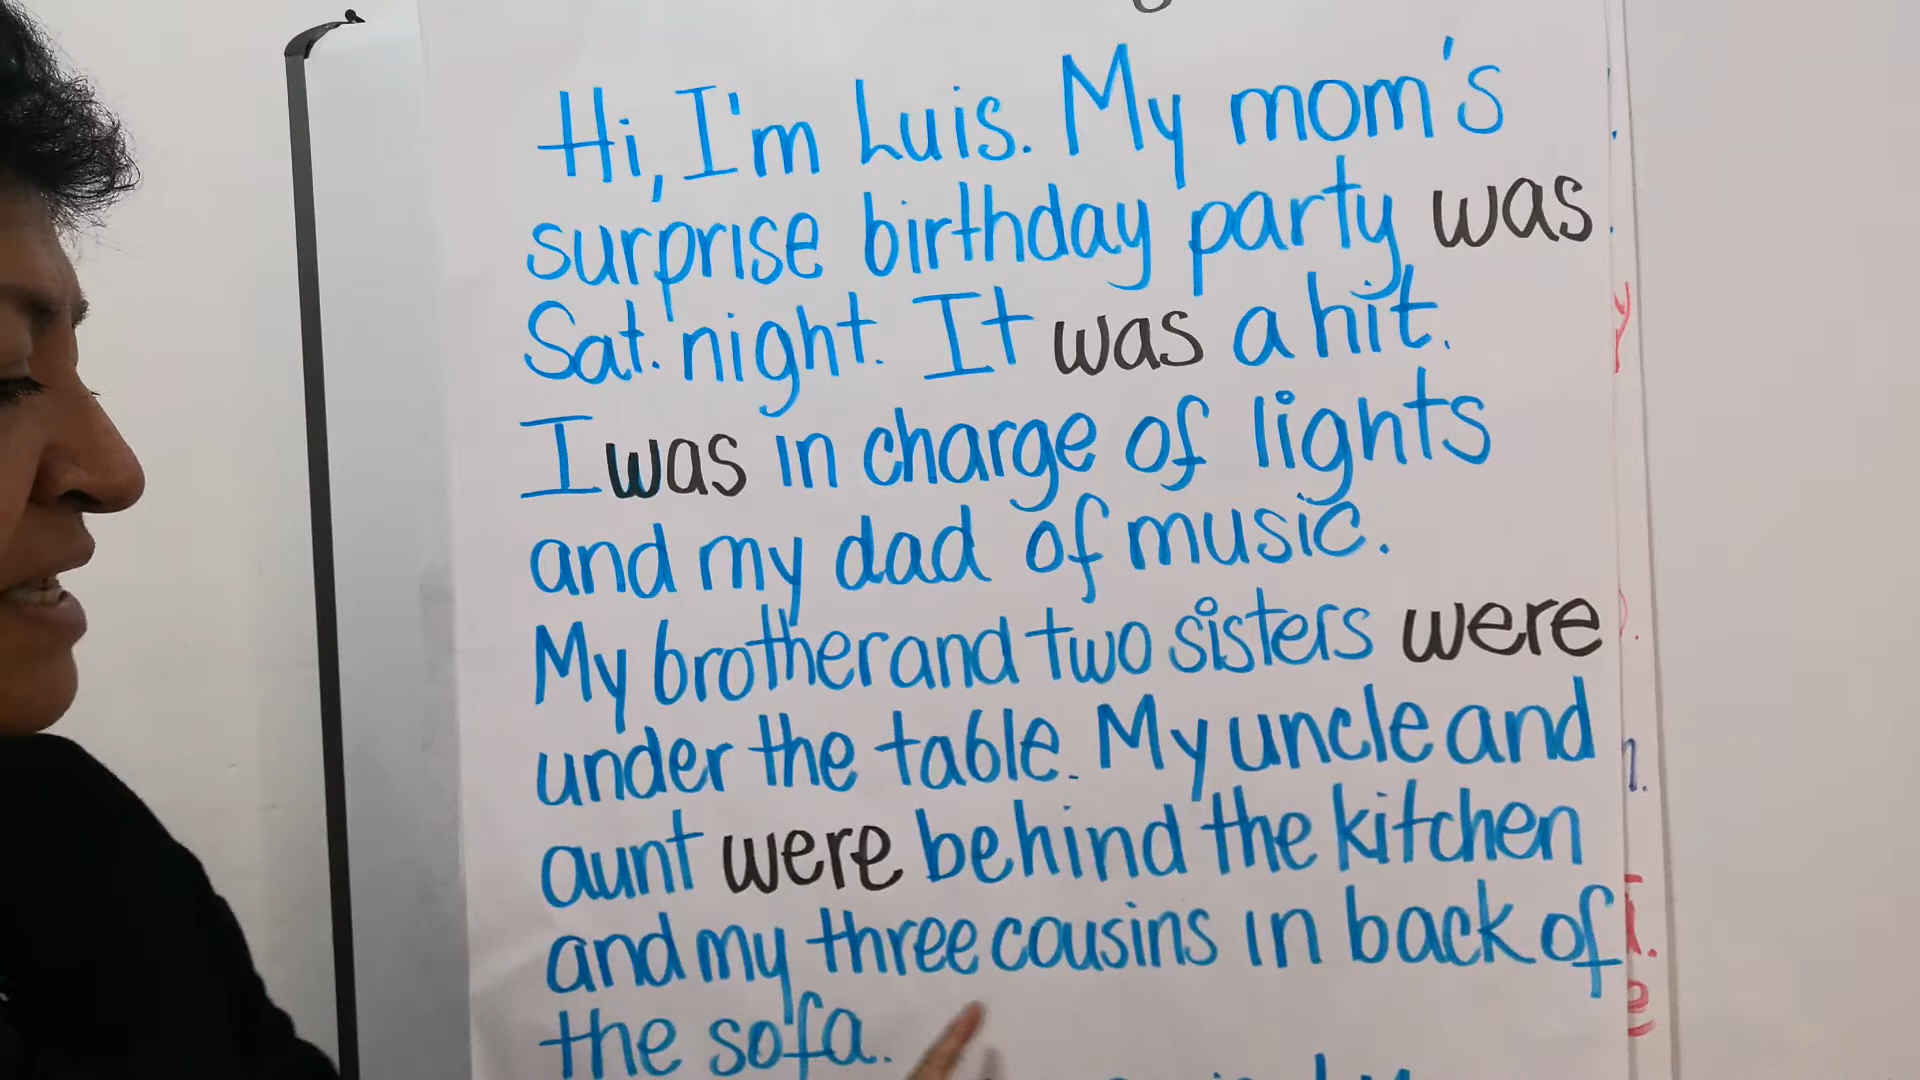 Hi, I'm Luis. My mom's
surprise birthday party was
Sat. night. It was a hit.
I was in charge of lights
and my dad of music.
My brother and two sisters were
under the table. My uncle and
aunt were behind the kitchen
and my three cousins in back of
the sofa.